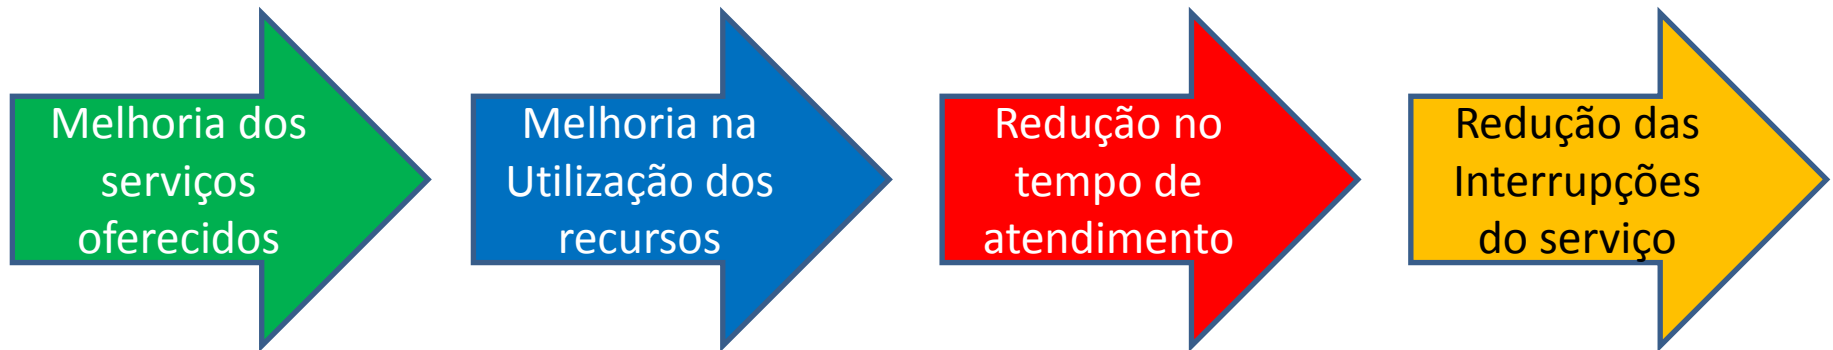 Melhoria dos
serviços
oferecidos
Melhoria na
Utilização dos
recursos
Redução no
tempo de
atendimento
Redução das
Interrupções
do serviço